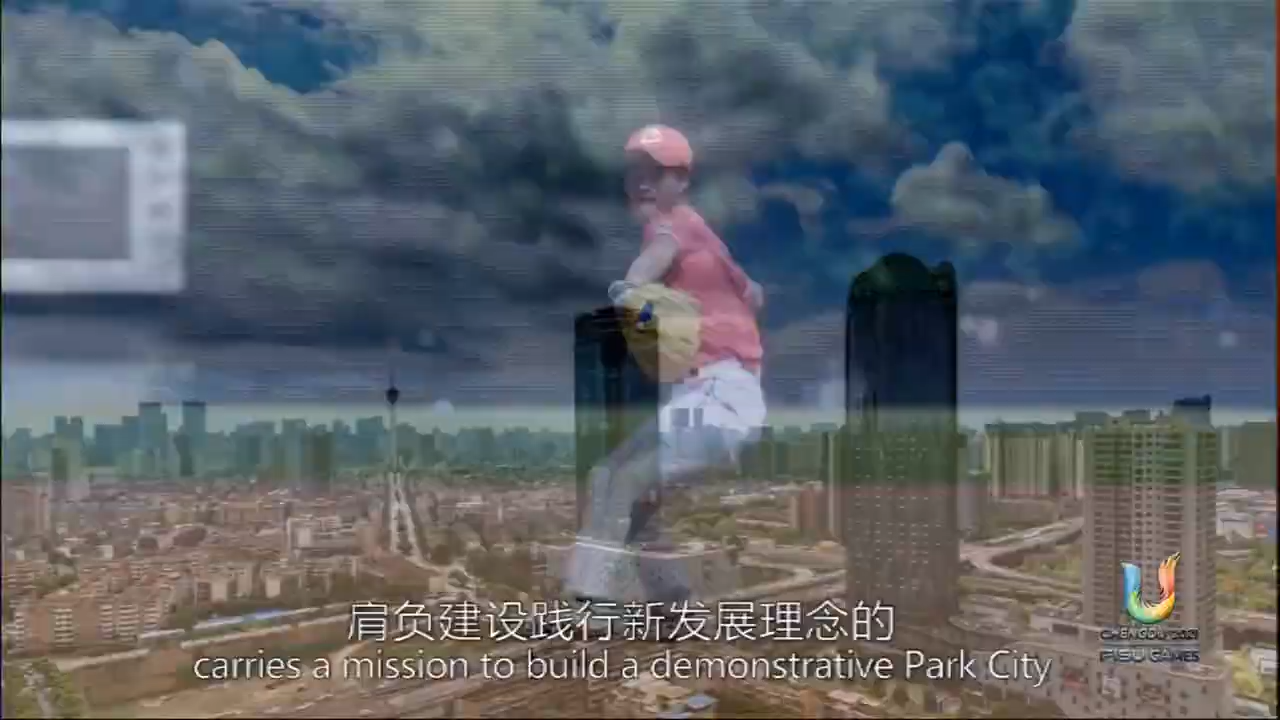 肩负建设践行新发展理念的
carries a mission to build a demonstrative Park City
CHENGDU 2021
FISU GAMES